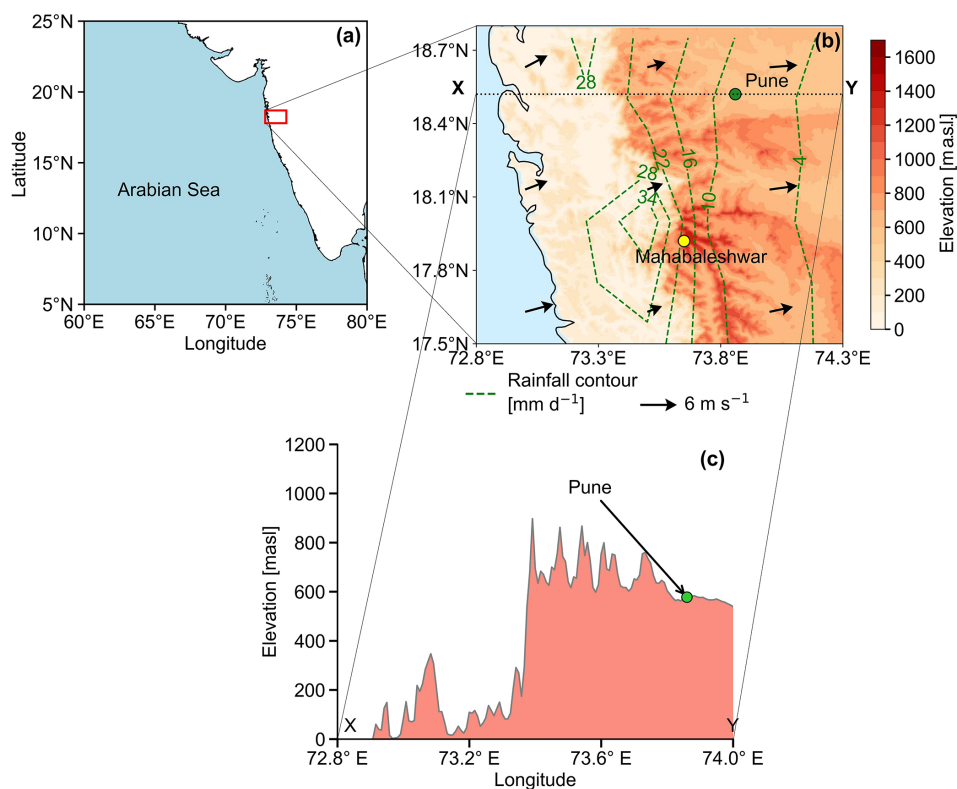 25°N
20°N
15°N
10°N
5°N
Latitude
60°E 65°E 70°E 75°E 80°E
Longitude
(a)
Arabian Sea
18.7°N
18.4°N
18.1°N
17.8°N
17.5°N
72.8° E 73.3° E 73.8° E 74.3° E
(b)
X
Y
Pune
Mahabaleshwar
28
22
16
10
4
28
34
Rainfall contour
[mm d⁻¹]
6 m s⁻¹
1600
1400
1200
1000
800
600
400
200
0
Elevation [m a.s.l.]
(c)
1200
1000
800
600
400
200
0
Elevation [masl]
Pune
X
Y
72.8° E 73.2° E 73.6° E 74.0° E
Longitude